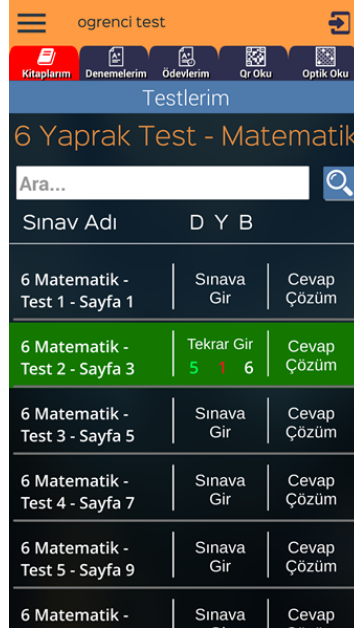 ogrenci test
Kitaplarım Denemelerim Ödevlerim Qr Oku Optik Oku
Testlerim
6 Yaprak Test - Matematik
Ara...
Sınav Adı D Y B
6 Matematik - Test 1 - Sayfa 1
Sınava Gir
Cevap Çözüm
6 Matematik - Test 2 - Sayfa 3
Tekrar Gir
5 1 6
Cevap Çözüm
6 Matematik - Test 3 - Sayfa 5
Sınava Gir
Cevap Çözüm
6 Matematik - Test 4 - Sayfa 7
Sınava Gir
Cevap Çözüm
6 Matematik - Test 5 - Sayfa 9
Sınava Gir
Cevap Çözüm
6 Matematik -
Sınava
Cevap